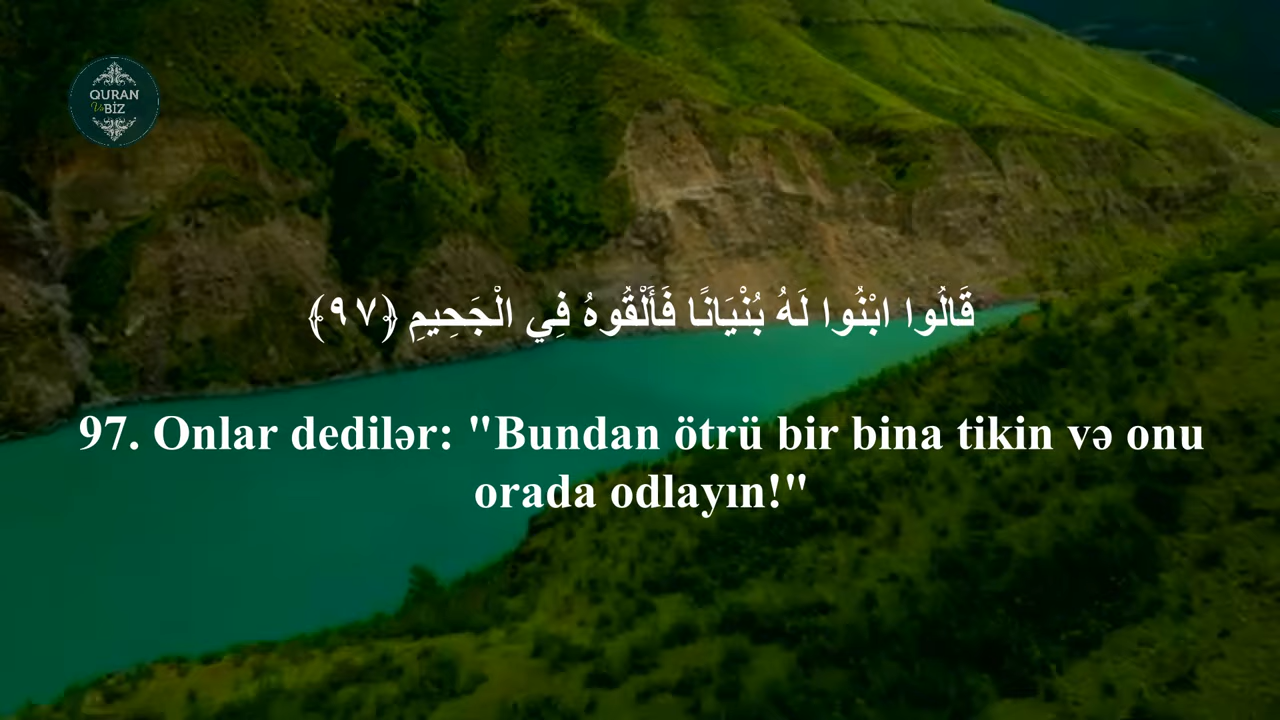 QURAN
Və BİZ
قَالُوا ابْنُوا لَهُ بُنْيَانًا فَأَلْقُوهُ فِي الْجَحِيمِ ﴿٩٧﴾
97. Onlar dedilər: "Bundan ötrü bir bina tikin və onu
orada odlayın!"